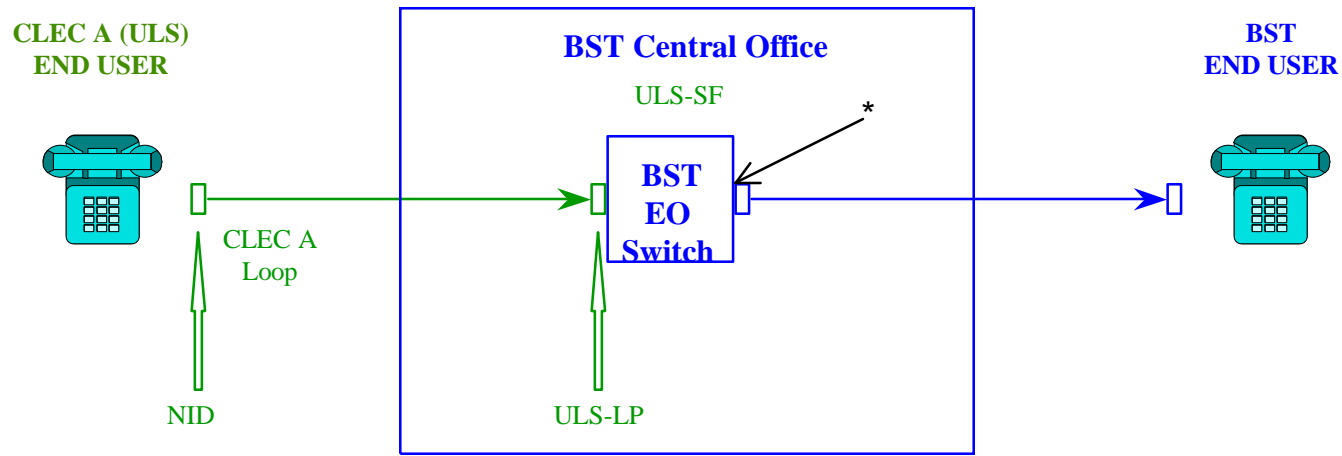 CLEC A (ULS)
END USER
BST Central Office
BST
END USER
ULS-SF
*
BST
EO
Switch
CLEC A
Loop
NID
ULS-LP